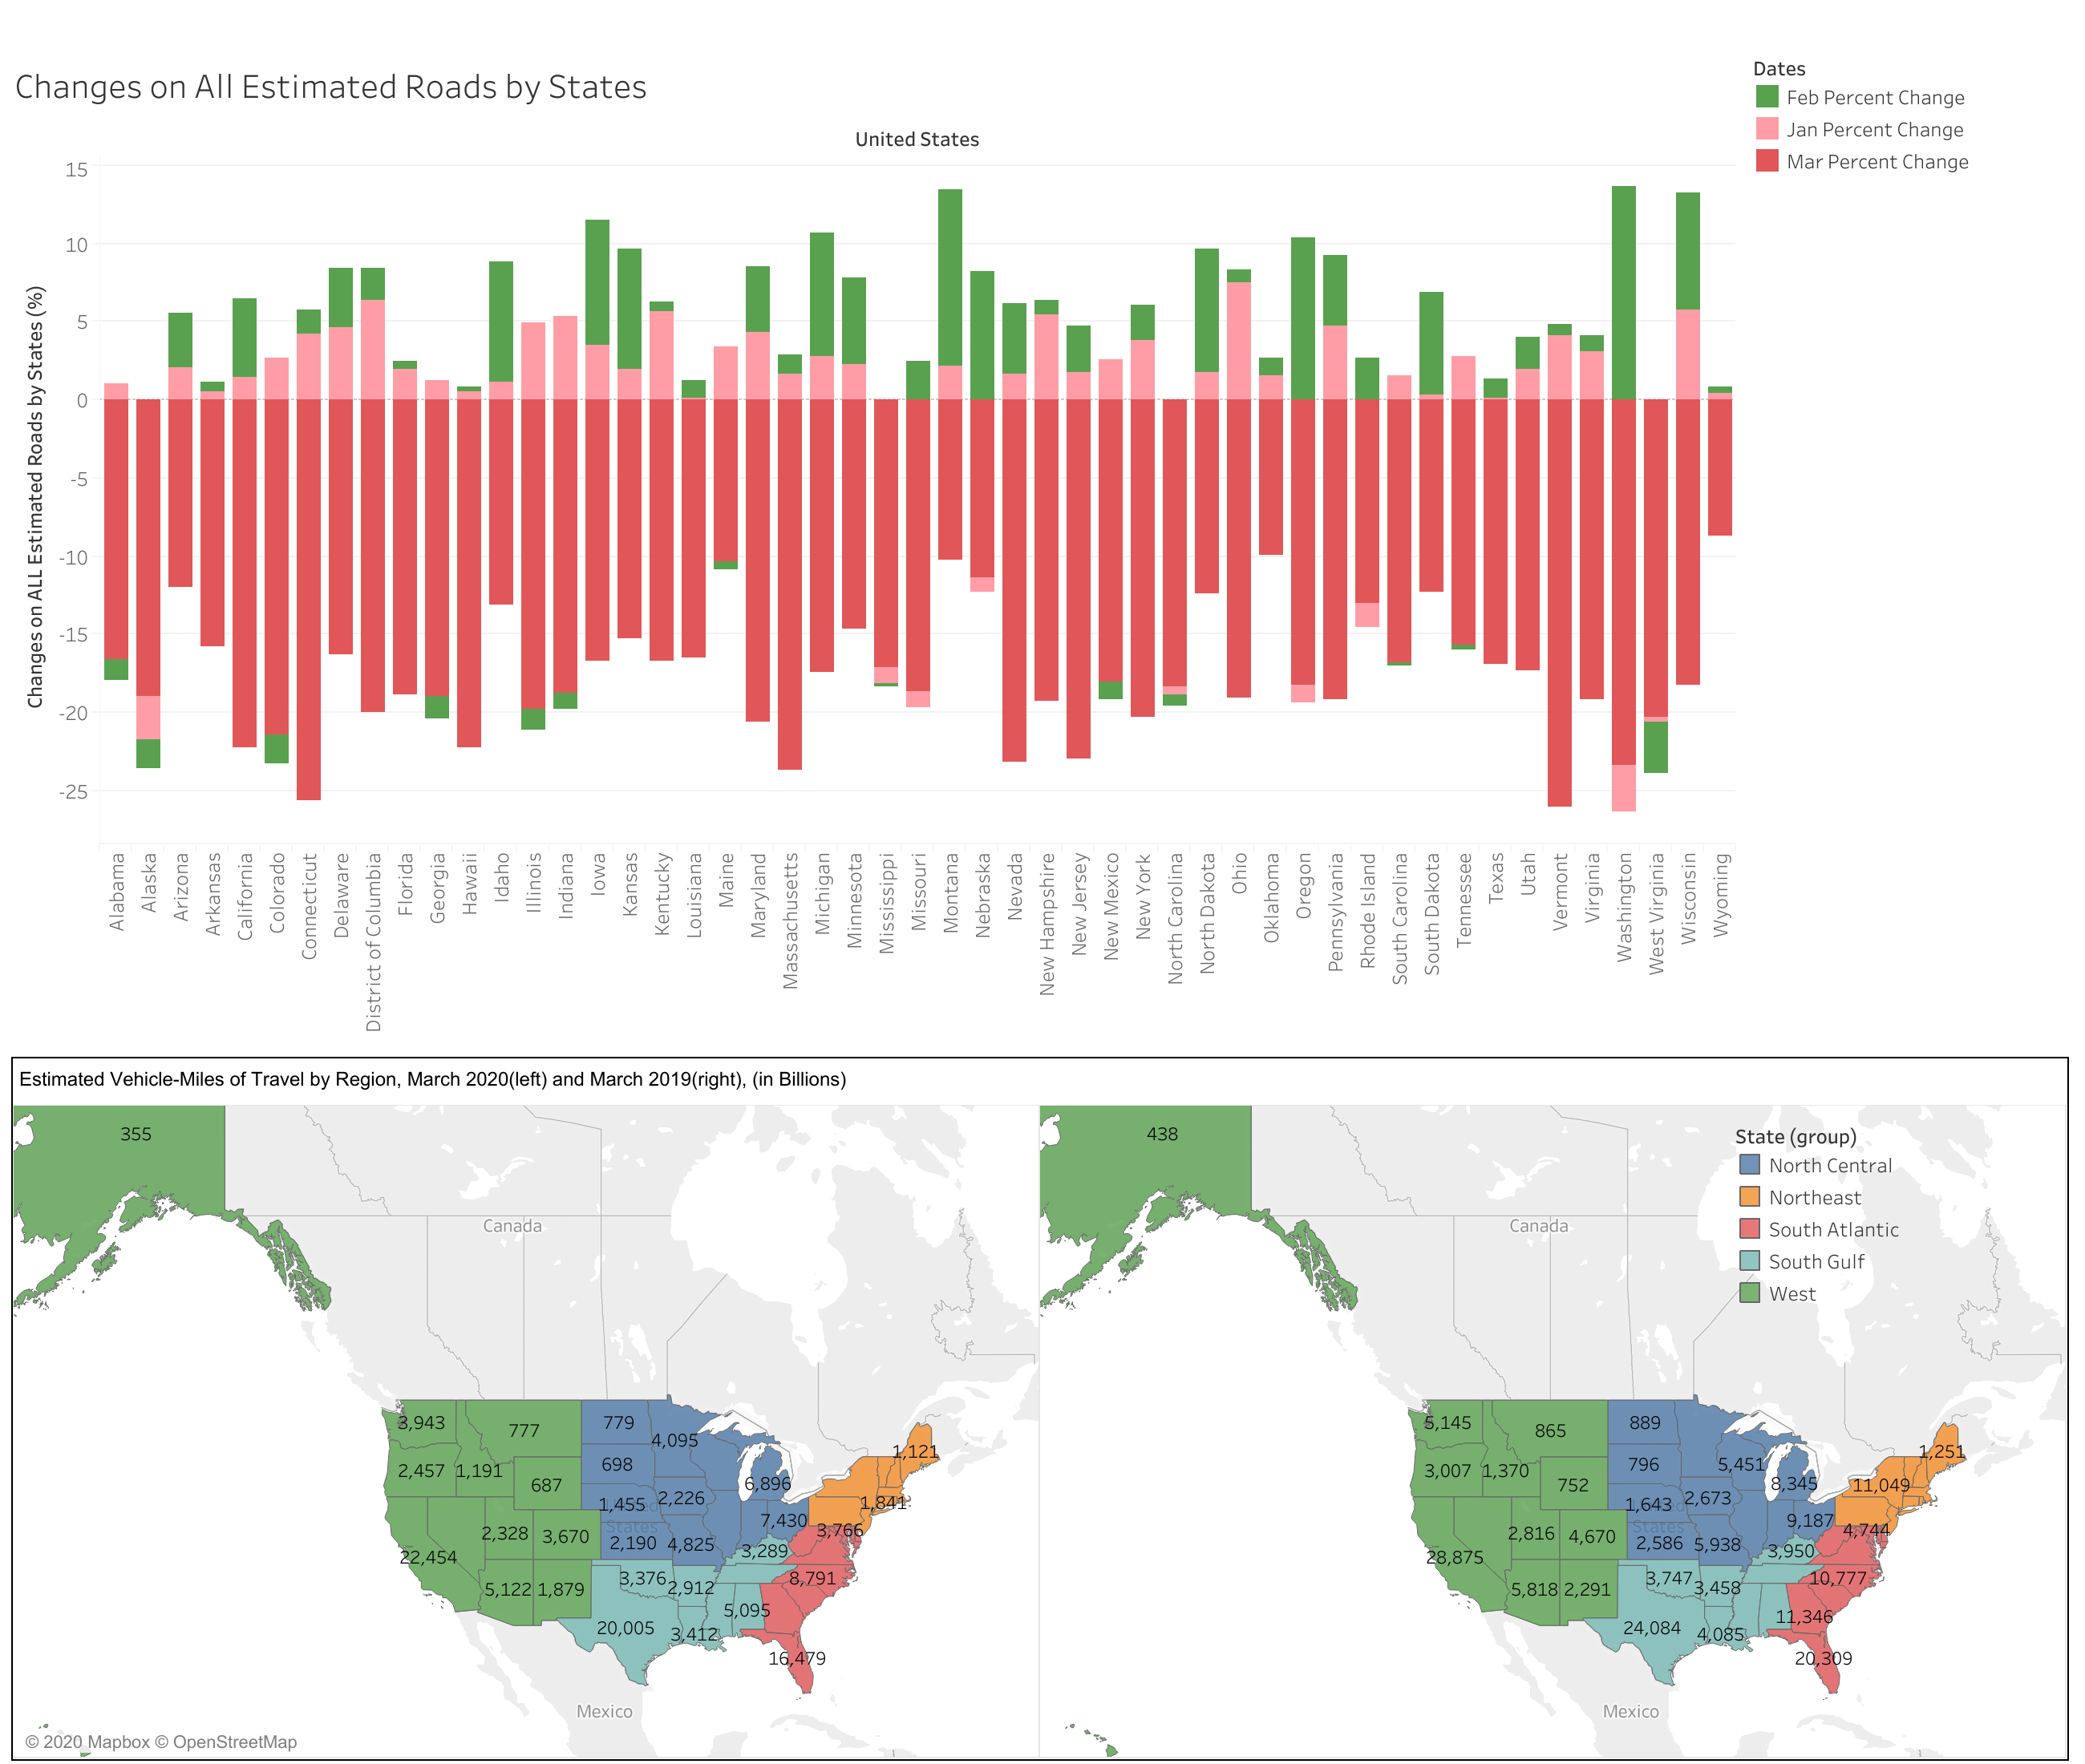 Changes on All Estimated Roads by States
Dates
Feb Percent Change
Jan Percent Change
Mar Percent Change
United States
Changes on ALL Estimated Roads by States (%)
15
10
5
0
-5
-10
-15
-20
-25
Alabama
Alaska
Arizona
Arkansas
California
Colorado
Connecticut
Delaware
District of Columbia
Florida
Georgia
Hawaii
Idaho
Illinois
Indiana
Iowa
Kansas
Kentucky
Louisiana
Maine
Maryland
Massachusetts
Michigan
Minnesota
Mississippi
Missouri
Montana
Nebraska
Nevada
New Hampshire
New Jersey
New Mexico
New York
North Carolina
North Dakota
Ohio
Oklahoma
Oregon
Pennsylvania
Rhode Island
South Carolina
South Dakota
Tennessee
Texas
Utah
Vermont
Virginia
Washington
West Virginia
Wisconsin
Wyoming
Estimated Vehicle-Miles of Travel by Region, March 2020(left) and March 2019(right), (in Billions)
355
Canada
3,943
777
779
4,095
1,121
2,457
1,191
687
698
6,896
1,455
2,226
1,841
2,328
3,670
States
2,190
4,825
7,430
3,766
22,454
3,289
5,122
1,879
3,376
2,912
8,791
20,005
3,412
5,095
16,479
Mexico
© 2020 Mapbox © OpenStreetMap
438
State (group)
North Central
Northeast
South Atlantic
South Gulf
West
Canada
5,145
865
889
5,451
1,251
3,007
1,370
752
796
8,345
11,049
1,643
2,673
2,816
4,670
States
2,586
5,938
9,187
4,744
28,875
3,950
5,818
2,291
3,747
3,458
10,777
24,084
4,085
11,346
20,309
Mexico